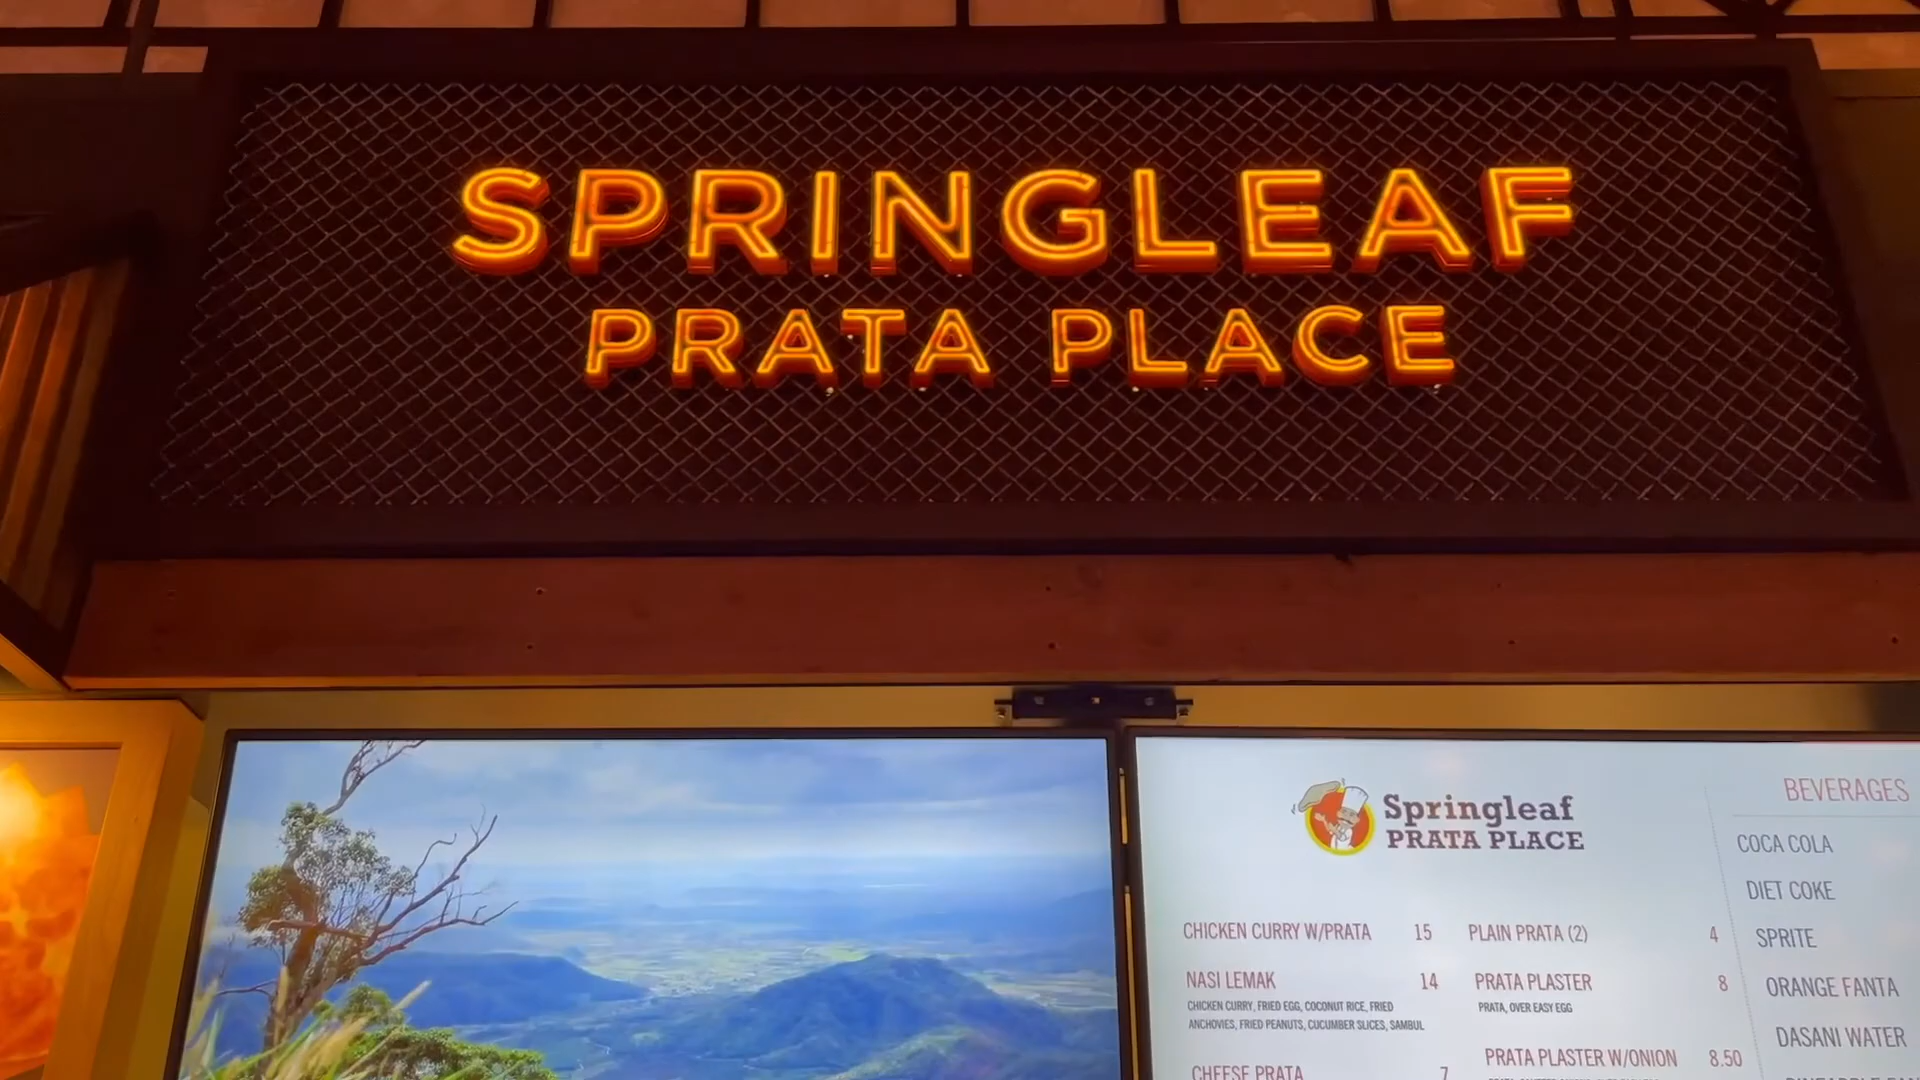 SPRINGLEAF
PRATA PLACE
Springleaf
PRATA PLACE
CHICKEN CURRY W/PRATA 15
NASI LEMAK 14
CHICKEN CURRY, FRIED EGG, COCONUT RICE, FRIED
ANCHOVIES, FRIED PEANUTS, CUCUMBER SLICES, SAMBUL
CHEESE PRATA 7
PLAIN PRATA (2) 4
PRATA PLASTER 8
PRATA, OVER EASY EGG
PRATA PLASTER W/ONION 8.50
BEVERAGES
COCA COLA
DIET COKE
SPRITE
ORANGE FANTA
DASANI WATER